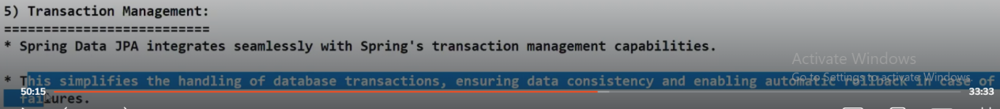 5) Transaction Management:
==========================
* Spring Data JPA integrates seamlessly with Spring's transaction management capabilities.
Activate Windows
* This simplifies the handling of database transactions, ensuring data consistency and enabling automatic rollback in case of
Go to Settings to activate Windows.
50:15
33:33
failures.